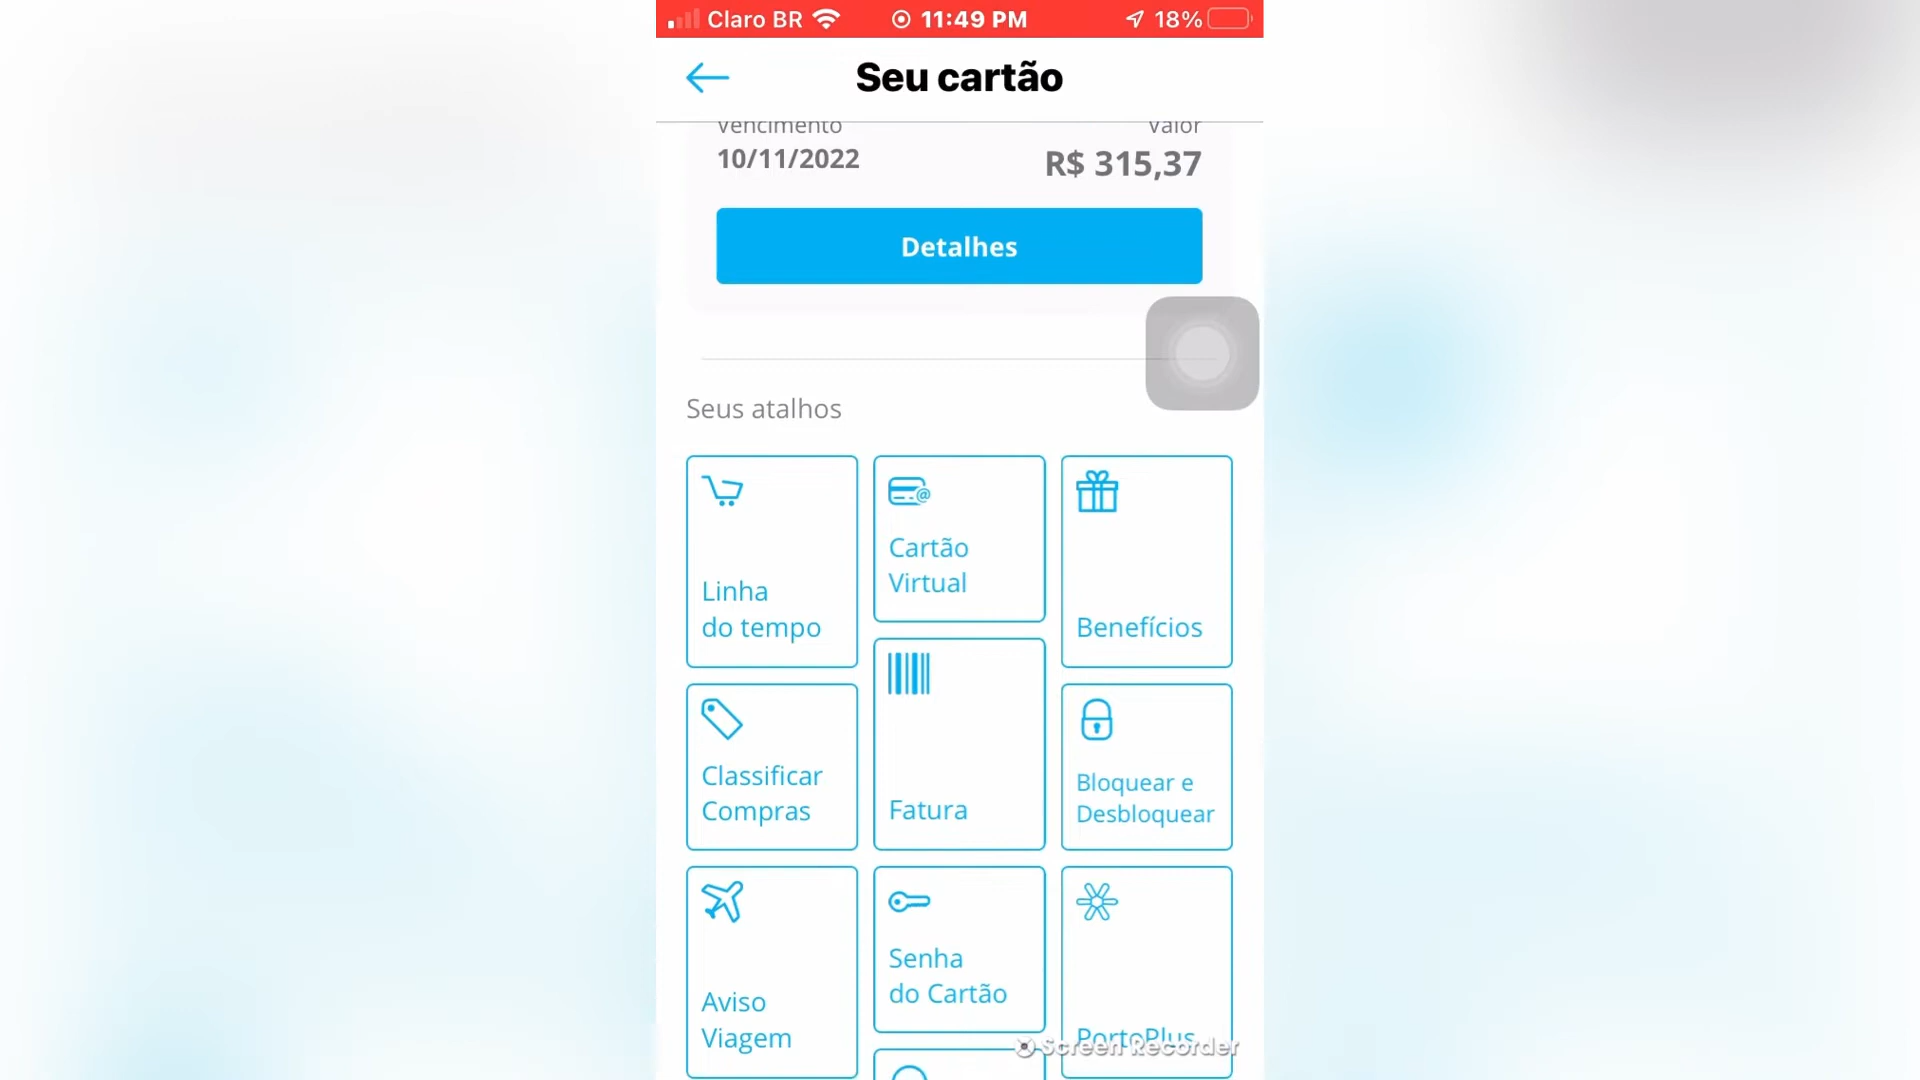 Claro BR
11:49 PM
18%
Seu cartão
Vencimento
Valor
10/11/2022
R$ 315,37
Detalhes
Seus atalhos
Linha
do tempo
Cartão
Virtual
Benefícios
Classificar
Compras
Fatura
Bloquear e
Desbloquear
Aviso
Viagem
Senha
do Cartão
PortoPlus
Screen Recorder